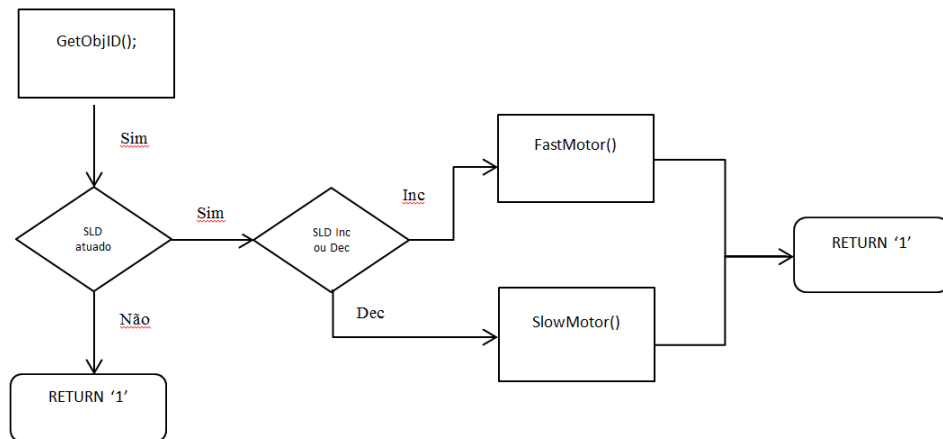 GetObjID();
Sim
SLD
atuado
Sim
SLD Inc
ou Dec
Inc
FastMotor()
Dec
SlowMotor()
RETURN ‘1’
Não
RETURN ‘1’